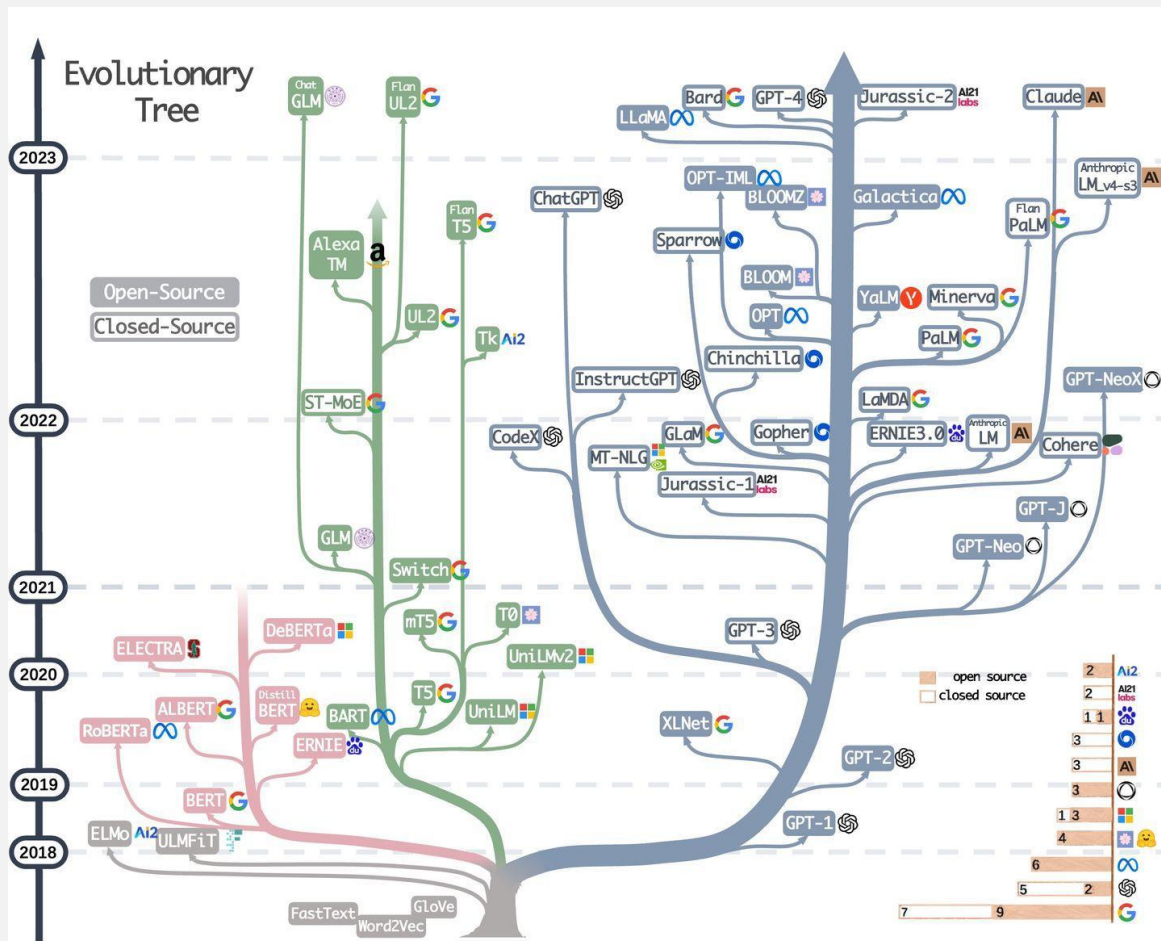 Evolutionary
Tree
2023
2022
2021
2020
2019
2018
Open-Source
Closed-Source
Chat
GLM
Flan
UL2
Alexa
TM
a
Flan
T5
UL2
Tk
Ai2
ST-MoE
GLM
Switch
mT5
T0
UniLMv2
T5
BART
UniLM
DeBERTa
ELECTRA
Distill
BERT
ALBERT
RoBERTa
ERNIE
du
BERT
ELMo
Ai2
ULMFiT
FastText
Word2Vec
GloVe
Bard
GPT-4
Jurassic-2
AI21
labs
Claude
A\
LLaMA
OPT-IML
BLOOMZ
Galactica
Anthropic
LM_v4-s3
A\
ChatGPT
Flan
PaLM
Sparrow
BLOOM
YaLM
Y
Minerva
OPT
PaLM
Chinchilla
InstructGPT
GPT-NeoX
LaMDA
CodeX
GLaM
Gopher
ERNIE3.0
du
Anthropic
LM
A\
Cohere
MT-NLG
Jurassic-1
AI21
labs
GPT-J
GPT-Neo
GPT-3
XLNet
GPT-2
GPT-1
open source
closed source
2
Ai2
2
AI21
labs
1 1
du
3
3
A\
3
1 3
4
6
5 2
7 9